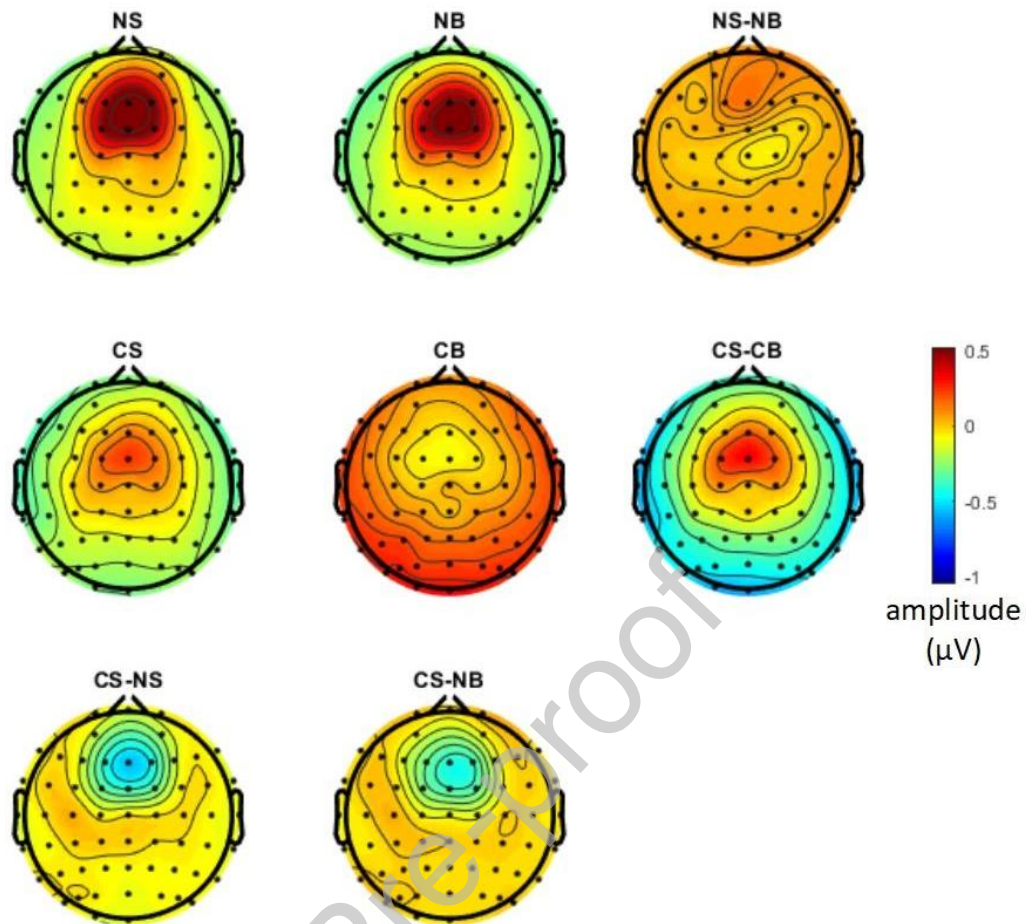 NS
NB
NS-NB
CS
CB
CS-CB
0.5
0
-0.5
-1
amplitude
(μV)
CS-NS
CS-NB
Pre-proof